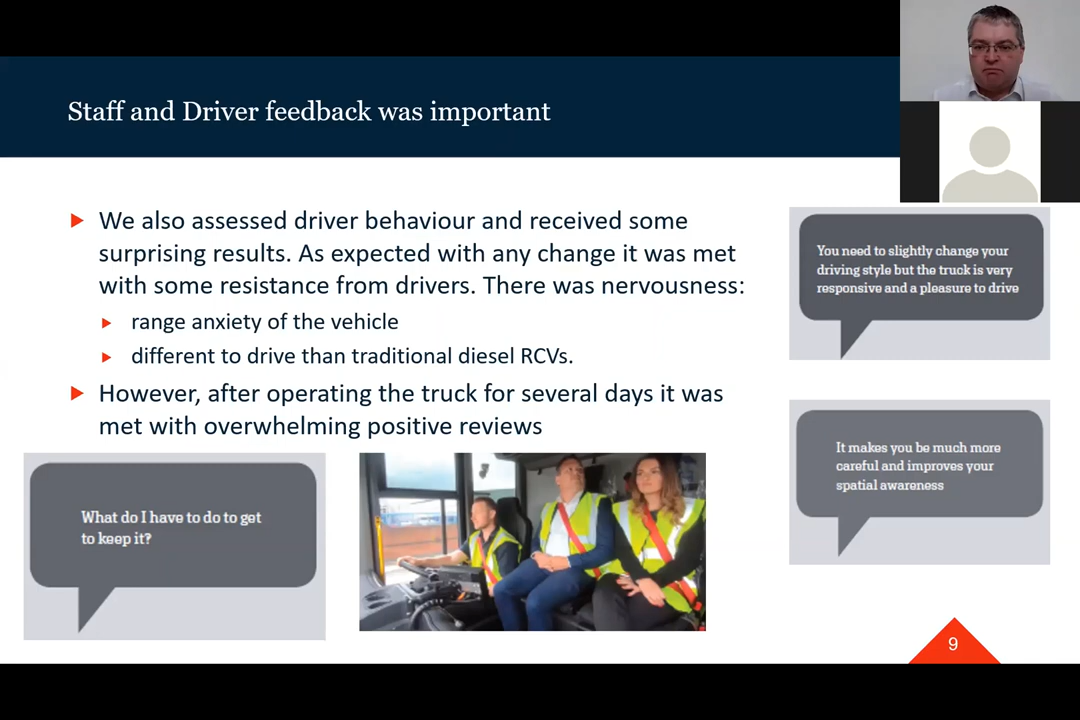 Staff and Driver feedback was important
We also assessed driver behaviour and received some
surprising results. As expected with any change it was met
with some resistance from drivers. There was nervousness:
range anxiety of the vehicle
different to drive than traditional diesel RCVs.
However, after operating the truck for several days it was
met with overwhelming positive reviews
You need to slightly change your
driving style but the truck is very
responsive and a pleasure to drive
It makes you be much more
careful and improves your
spatial awareness
What do I have to do to get
to keep it?
9